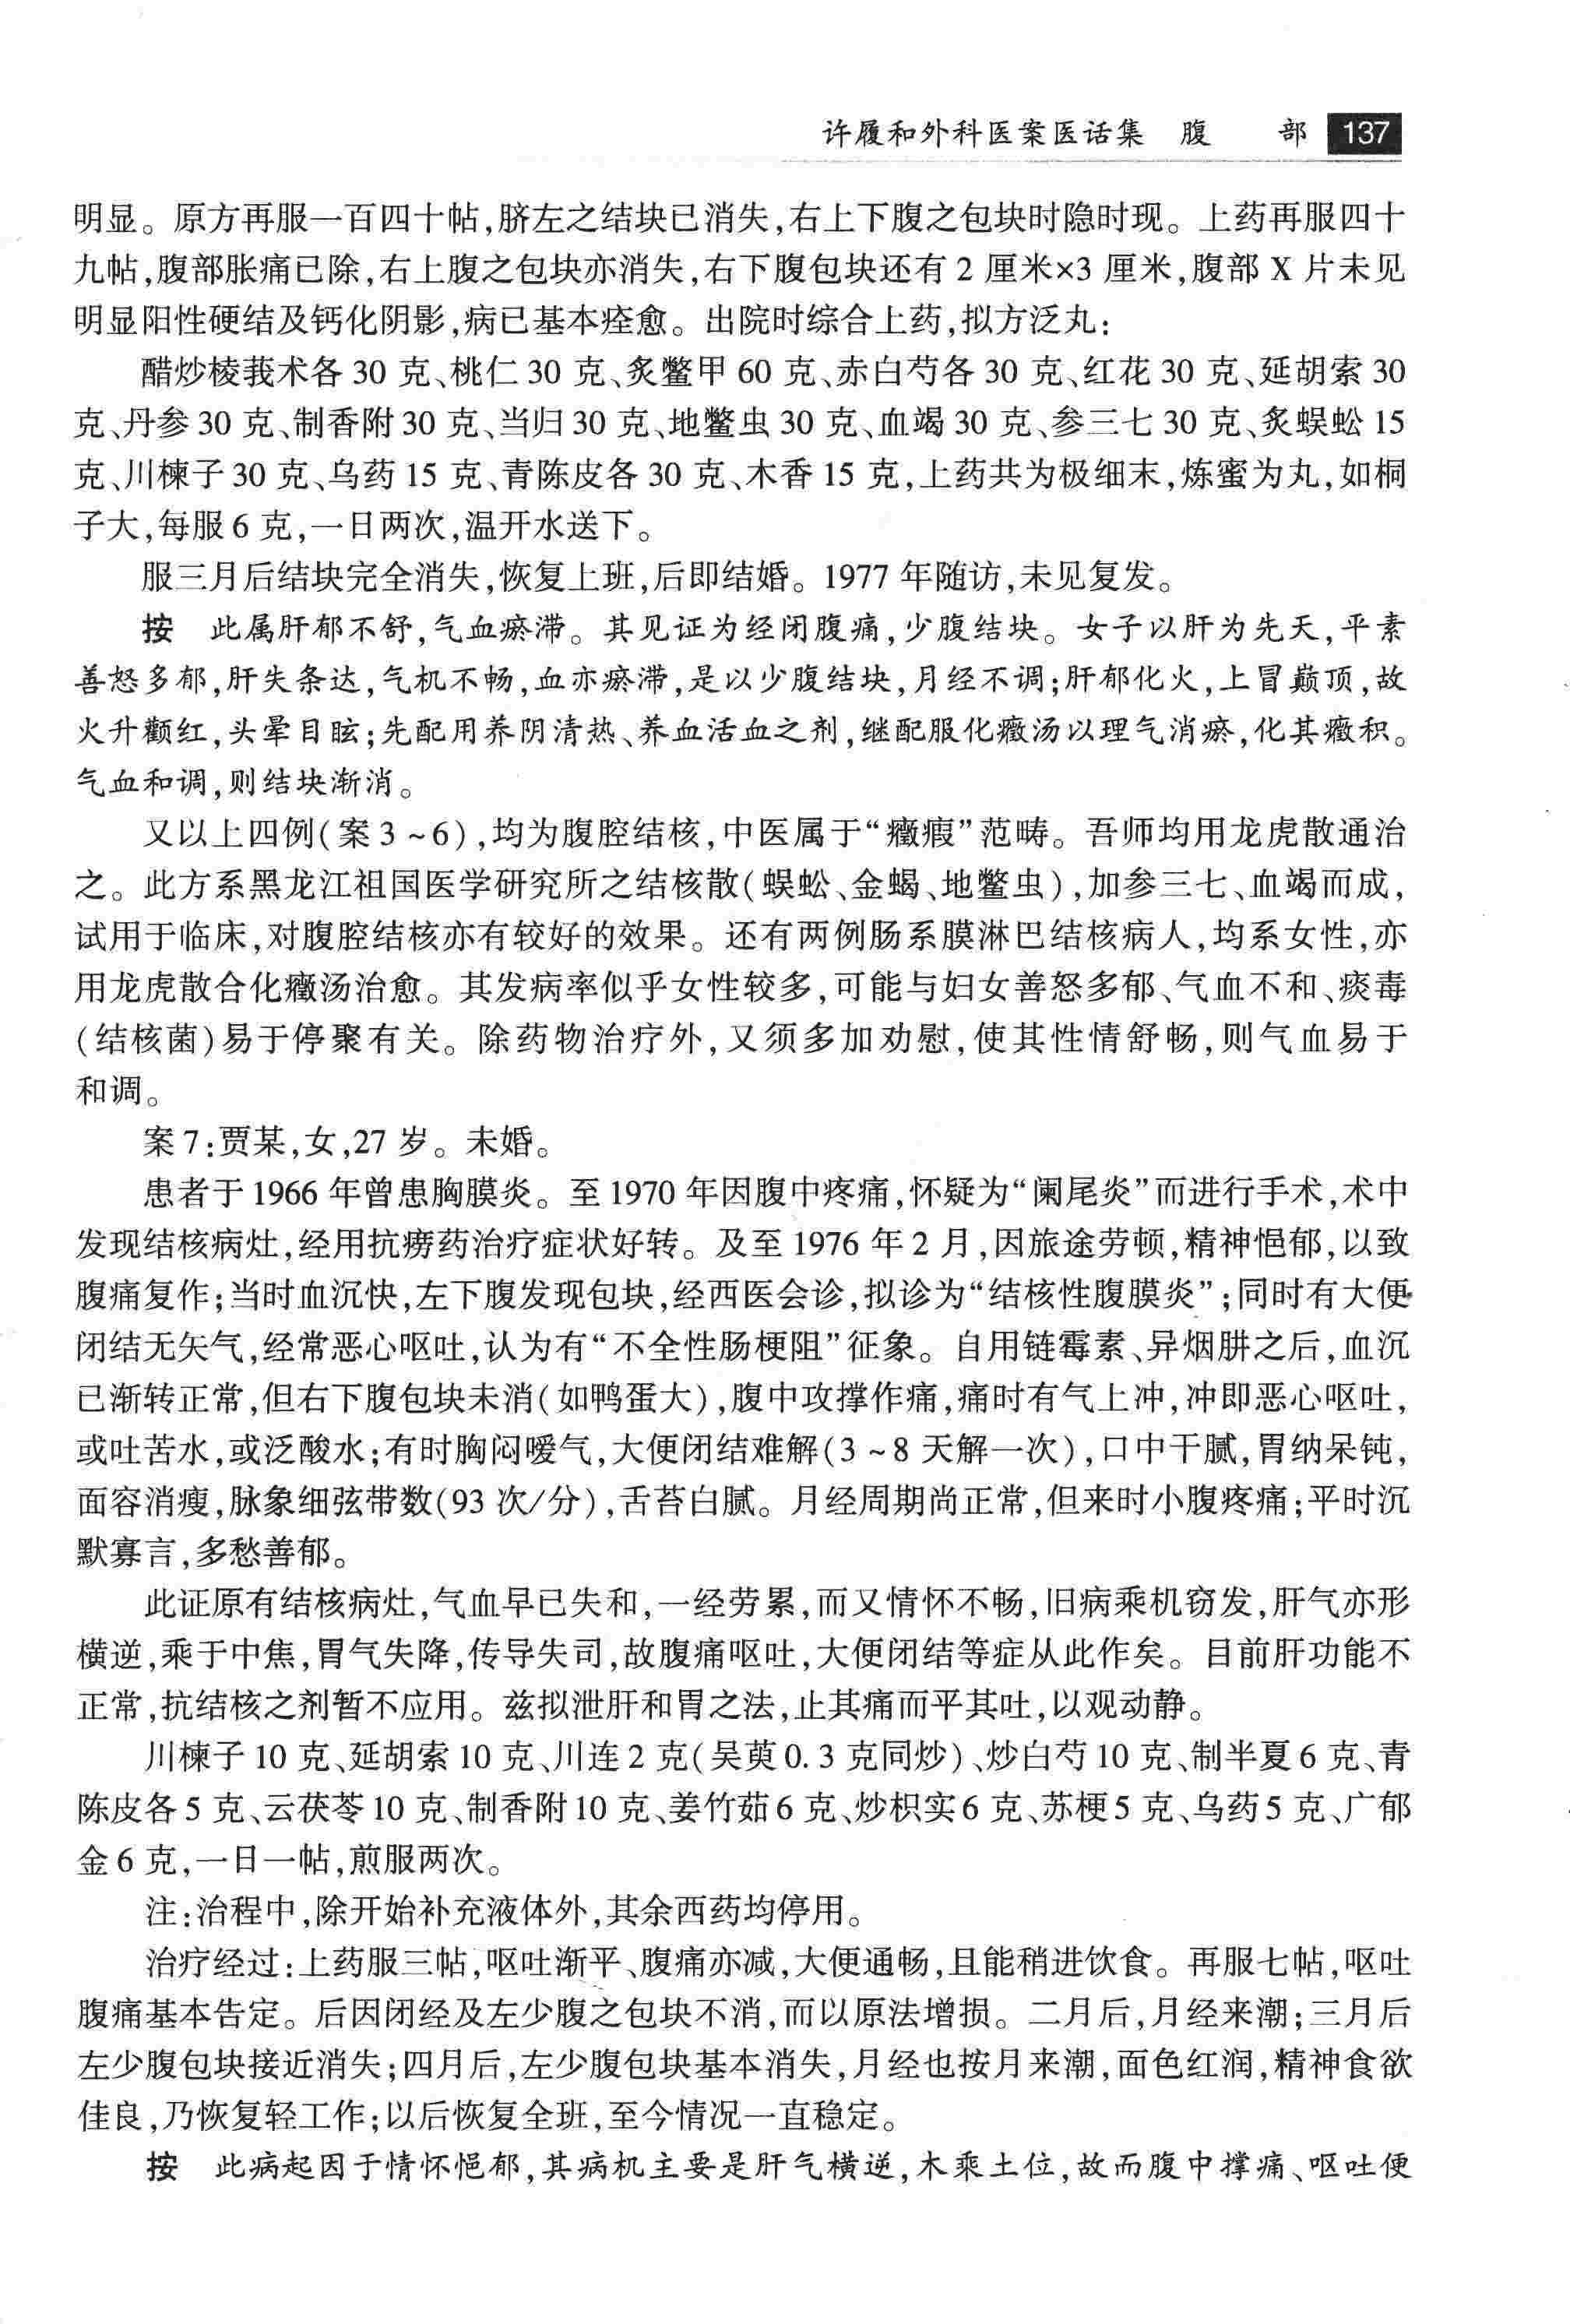 许履和外科医案医话集 腹 部 137
明显。原方再服一百四十帖,脐左之结块已消失,右上下腹之包块时隐时现。上药再服四十
九帖,腹部胀痛已除,右上腹之包块亦消失,右下腹包块还有 2 厘米×3 厘米,腹部 X 片未见
明显阳性硬结及钙化阴影,病已基本痊愈。出院时综合上药,拟方泛丸:
醋炒棱莪术各 30 克、桃仁 30 克、炙鳖甲 60 克、赤白芍各 30 克、红花 30 克、延胡索 30
克、丹参 30 克、制香附 30 克、当归 30 克、地鳖虫 30 克、血竭 30 克、参三七 30 克、炙蜈蚣 15
克、川楝子 30 克、乌药 15 克、青陈皮各 30 克、木香 15 克,上药共为极细末,炼蜜为丸,如桐
子大,每服 6 克,一日两次,温开水送下。
服三月后结块完全消失,恢复上班,后即结婚。1977 年随访,未见复发。
按 此属肝郁不舒,气血瘀滞。其见证为经闭腹痛,少腹结块。女子以肝为先天,平素
善怒多郁,肝失条达,气机不畅,血亦瘀滞,是以少腹结块,月经不调;肝郁化火,上冒巅顶,故
火升颧红,头晕目眩;先配用养阴清热、养血活血之剂,继配服化癥汤以理气消瘀,化其癥积。
气血和调,则结块渐消。
又以上四例(案 3～6),均为腹腔结核,中医属于“癥瘕”范畴。吾师均用龙虎散通治
之。此方系黑龙江祖国医学研究所之结核散(蜈蚣、金蝎、地鳖虫),加参三七、血竭而成,
试用于临床,对腹腔结核亦有较好的效果。还有两例肠系膜淋巴结核病人,均系女性,亦
用龙虎散合化癥汤治愈。其发病率似乎女性较多,可能与妇女善怒多郁、气血不和、痰毒
(结核菌)易于停聚有关。除药物治疗外,又须多加劝慰,使其性情舒畅,则气血易于
和调。
案 7:贾某,女,27 岁。未婚。
患者于 1966 年曾患胸膜炎。至 1970 年因腹中疼痛,怀疑为“阑尾炎”而进行手术,术中
发现结核病灶,经用抗痨药治疗症状好转。及至 1976 年 2 月,因旅途劳顿,精神悒郁,以致
腹痛复作;当时血沉快,左下腹发现包块,经西医会诊,拟诊为“结核性腹膜炎”;同时有大便
闭结无矢气,经常恶心呕吐,认为有“不全性肠梗阻”征象。自用链霉素、异烟肼之后,血沉
已渐转正常,但右下腹包块未消(如鸭蛋大),腹中攻撑作痛,痛时有气上冲,冲即恶心呕吐,
或吐苦水,或泛酸水;有时胸闷嗳气,大便闭结难解(3～8 天解一次),口中干腻,胃纳呆钝,
面容消瘦,脉象细弦带数(93 次/分),舌苔白腻。月经周期尚正常,但来时小腹疼痛;平时沉
默寡言,多愁善郁。
此证原有结核病灶,气血早已失和,一经劳累,而又情怀不畅,旧病乘机窃发,肝气亦形
横逆,乘于中焦,胃气失降,传导失司,故腹痛呕吐,大便闭结等症从此作矣。目前肝功能不
正常,抗结核之剂暂不应用。兹拟泄肝和胃之法,止其痛而平其吐,以观动静。
川楝子 10 克、延胡索 10 克、川连 2 克(吴萸 0.3 克同炒)、炒白芍 10 克、制半夏 6 克、青
陈皮各 5 克、云茯苓 10 克、制香附 10 克、姜竹茹 6 克、炒枳实 6 克、苏梗 5 克、乌药 5 克、广郁
金 6 克,一日一帖,煎服两次。
注:治程中,除开始补充液体外,其余西药均停用。
治疗经过:上药服三帖,呕吐渐平、腹痛亦减,大便通畅,且能稍进饮食。再服七帖,呕吐
腹痛基本告定。后因闭经及左少腹之包块不消,而以原法增损。二月后,月经来潮;三月后
左少腹包块接近消失;四月后,左少腹包块基本消失,月经也按月来潮,面色红润,精神食欲
佳良,乃恢复轻工作;以后恢复全班,至今情况一直稳定。
按 此病起因于情怀悒郁,其病机主要是肝气横逆,木乘土位,故而腹中撑痛、呕吐便